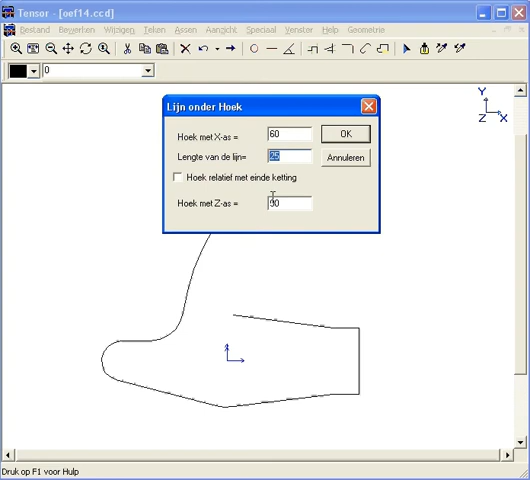 Tensor - [oef14.ccd]
Bestand Bewerken Wijzigen Teken Assen Aanzicht Speciaal Venster Help Geometrie
0
Lijn onder Hoek
Hoek met X-as = 60 OK
Lengte van de lijn= 25 Annuleren
Hoek relatief met einde ketting
Hoek met Z-as = 90
Y
Z X
Druk op F1 voor Hulp